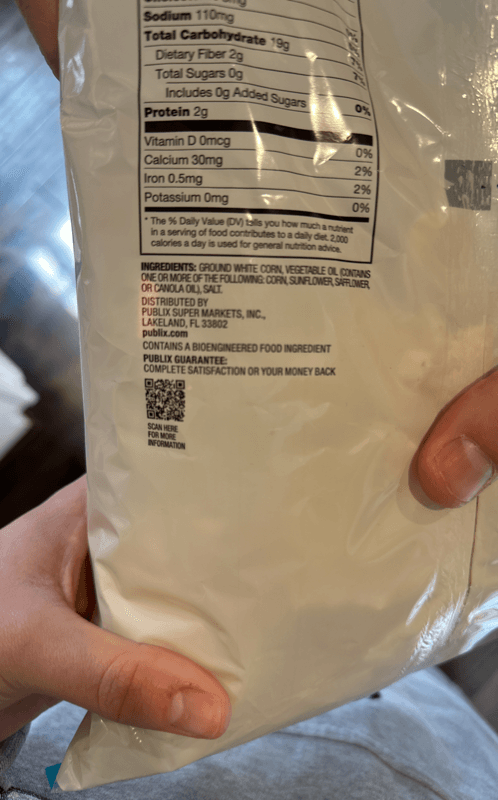 Sodium 110mg
Total Carbohydrate 19g
Dietary Fiber 2g
Total Sugars 0g
Includes 0g Added Sugars 0%
Protein 2g
Vitamin D 0mcg 0%
Calcium 30mg 2%
Iron 0.5mg 2%
Potassium 0mg 0%
* The % Daily Value (DV) tells you how much a nutrient
in a serving of food contributes to a daily diet. 2,000
calories a day is used for general nutrition advice.
INGREDIENTS: GROUND WHITE CORN, VEGETABLE OIL (CONTAINS
ONE OR MORE OF THE FOLLOWING: CORN, SUNFLOWER, SAFFLOWER,
OR CANOLA OIL), SALT.
DISTRIBUTED BY
PUBLIX SUPER MARKETS, INC.,
LAKELAND, FL 33802
publix.com
CONTAINS A BIOENGINEERED FOOD INGREDIENT
PUBLIX GUARANTEE:
COMPLETE SATISFACTION OR YOUR MONEY BACK
SCAN HERE
FOR MORE
INFORMATION